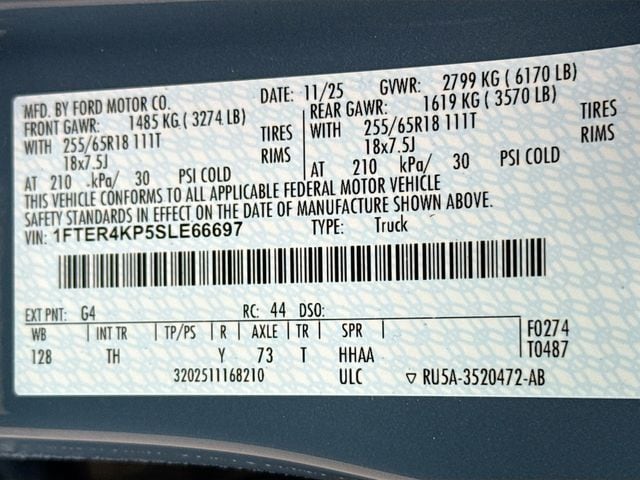 MFD. BY FORD MOTOR CO. DATE: 11/25 GVWR: 2799 KG ( 6170 LB)
FRONT GAWR: 1485 KG ( 3274 LB) REAR GAWR: 1619 KG ( 3570 LB)
WITH 255/65R18 111T TIRES WITH 255/65R18 111T TIRES
18x7.5J RIMS 18x7.5J RIMS
AT 210 kPa/ 30 PSI COLD AT 210 kPa/ 30 PSI COLD
THIS VEHICLE CONFORMS TO ALL APPLICABLE FEDERAL MOTOR VEHICLE
SAFETY STANDARDS IN EFFECT ON THE DATE OF MANUFACTURE SHOWN ABOVE.
VIN: 1FTER4KP5SLE66697 TYPE: Truck
EXT PNT: G4 RC: 44 DSO:
WB INT TR TP/PS R AXLE TR SPR F0274
128 TH Y 73 T HHAA T0487
3202511168210 ULC ▽ RU5A-3520472-AB